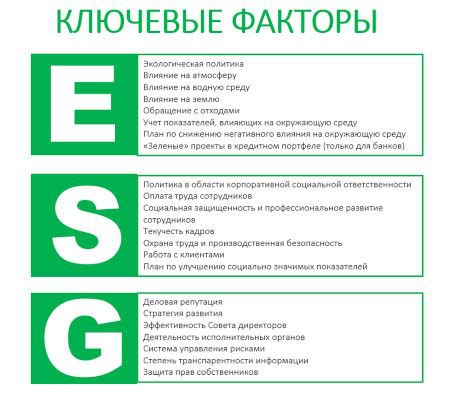 КЛЮЧЕВЫЕ ФАКТОРЫ
E
Экологическая политика
Влияние на атмосферу
Влияние на водную среду
Влияние на землю
Обращение с отходами
Учет показателей, влияющих на окружающую среду
План по снижению негативного влияния на окружающую среду
«Зеленые» проекты в кредитном портфеле (только для банков)
S
Политика в области корпоративной социальной ответственности
Оплата труда сотрудников
Социальная защищенность и профессиональное развитие
сотрудников
Текучесть кадров
Охрана труда и производственная безопасность
Работа с клиентами
План по улучшению социально значимых показателей
G
Деловая репутация
Стратегия развития
Эффективность Совета директоров
Деятельность исполнительных органов
Система управления рисками
Степень транспарентности информации
Защита прав собственников